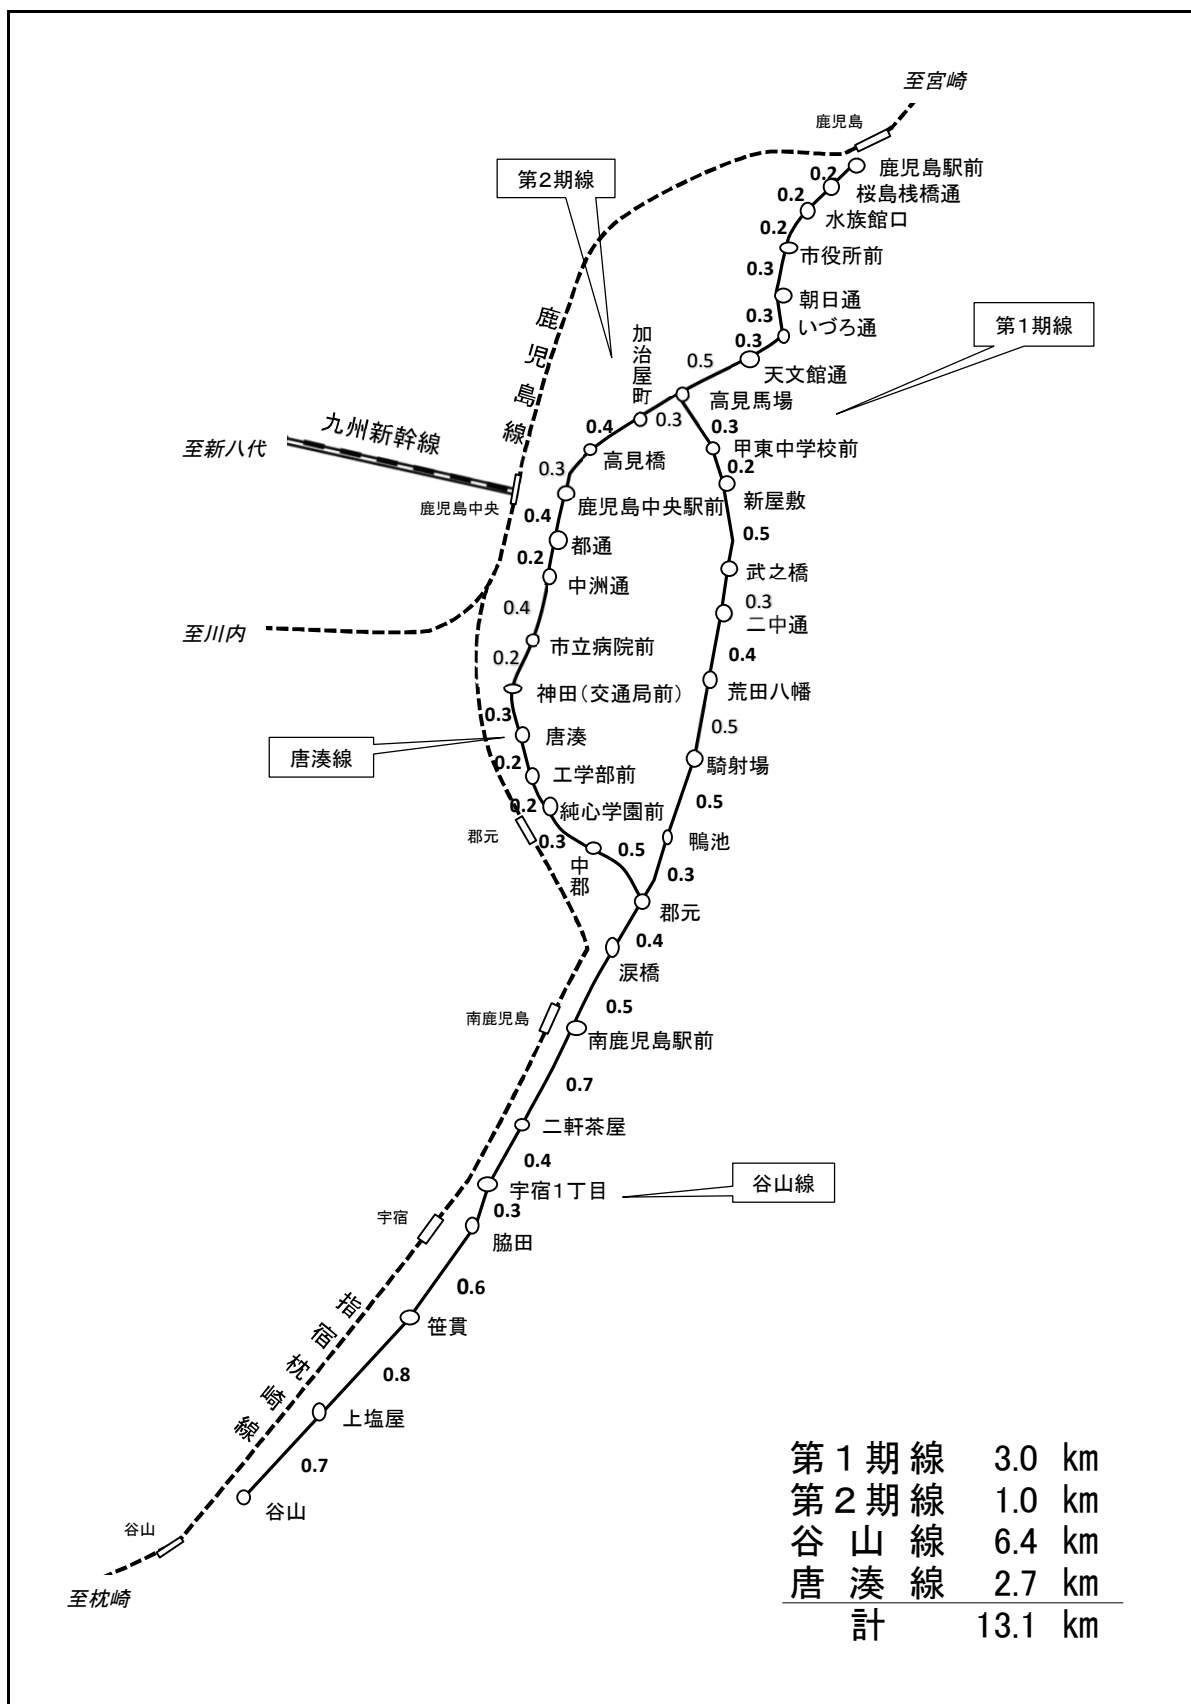 至宮崎
鹿児島
鹿児島駅前
0.2
桜島桟橋通
0.2
水族館口
0.2
市役所前
0.3
朝日通
0.3
いづろ通
0.3
天文館通
0.5
高見馬場
第2期線
第1期線
鹿児島線
加治屋町
0.3
0.4
高見橋
0.3
鹿児島中央駅前
九州新幹線
至新八代
鹿児島中央
0.4
都通
0.2
中洲通
0.4
至川内
市立病院前
0.2
神田(交通局前)
0.3
唐湊
唐湊線
0.2
工学部前
0.2
純心学園前
0.3
郡元
中郡
0.5
0.3
甲東中学校前
0.2
新屋敷
0.5
武之橋
0.3
二中通
0.4
荒田八幡
0.5
騎射場
0.5
鴨池
0.3
郡元
0.4
涙橋
0.5
南鹿児島
南鹿児島駅前
0.7
二軒茶屋
0.4
宇宿1丁目
谷山線
0.3
宇宿
脇田
0.6
笹貫
指宿枕崎線
0.8
上塩屋
0.7
谷山
谷山
至枕崎
第1期線 3.0 km
第2期線 1.0 km
谷山線 6.4 km
唐湊線 2.7 km
計 13.1 km